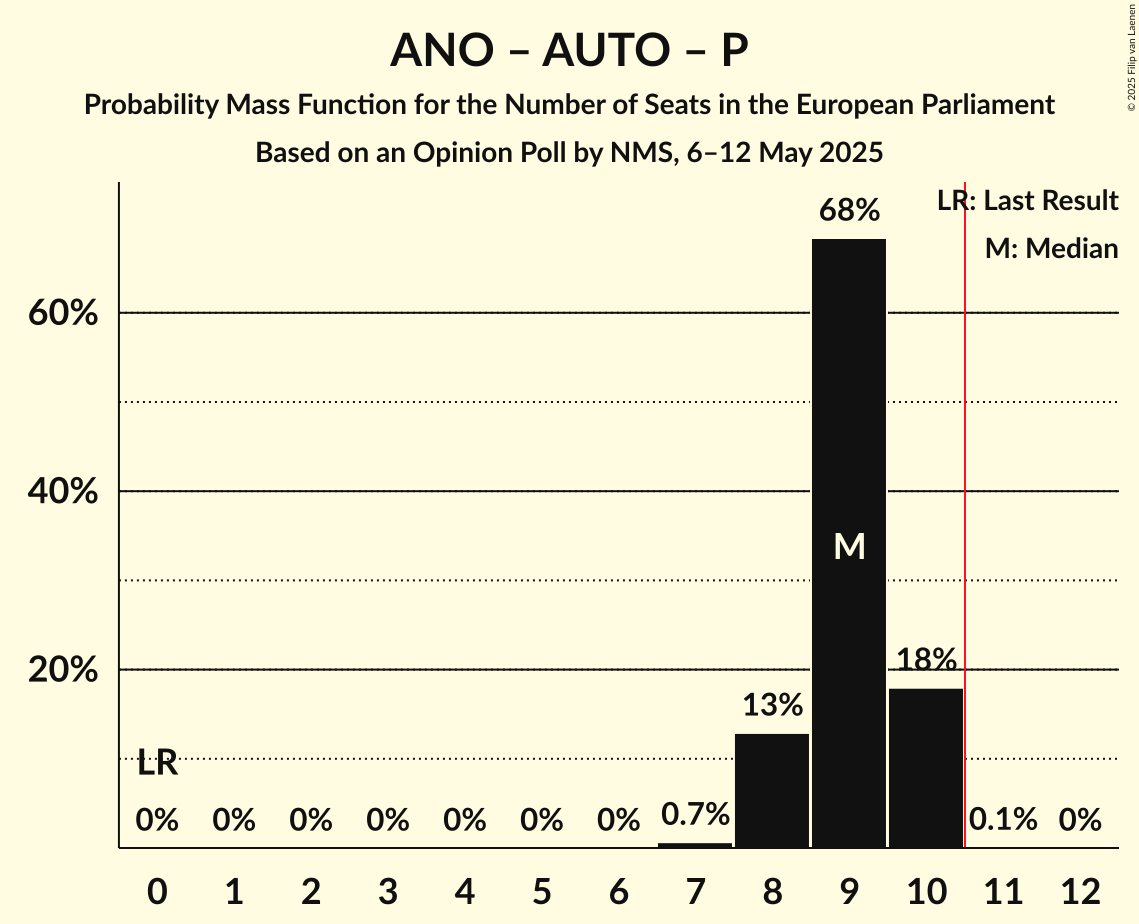 ANO – AUTO – P
Probability Mass Function for the Number of Seats in the European Parliament
Based on an Opinion Poll by NMS, 6–12 May 2025
© 2025 Filip van Laenen
LR: Last Result
M: Median
60%
40%
20%
LR
0%
0%
0%
0%
0%
0%
0%
0.7%
13%
68%
M
18%
0.1%
0%
0 1 2 3 4 5 6 7 8 9 10 11 12